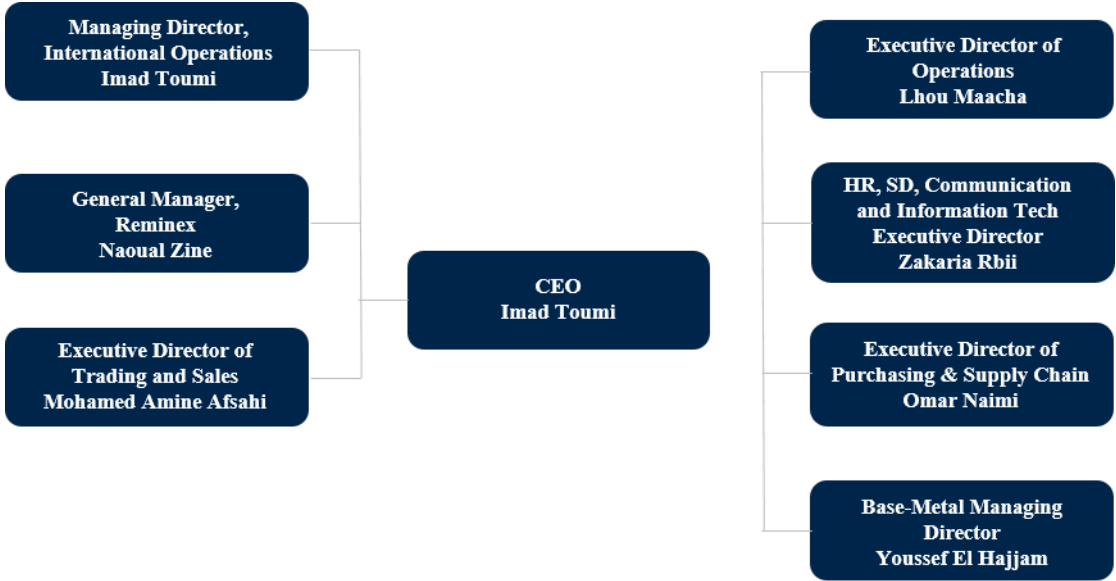 Managing Director,
International Operations
Imad Toumi
General Manager,
Reminex
Naoual Zine
Executive Director of
Trading and Sales
Mohamed Amine Afsahi
CEO
Imad Toumi
Executive Director of
Operations
Lhou Maacha
HR, SD, Communication
and Information Tech
Executive Director
Zakaria Rbii
Executive Director of
Purchasing & Supply Chain
Omar Naimi
Base-Metal Managing
Director
Youssef El Hajjam